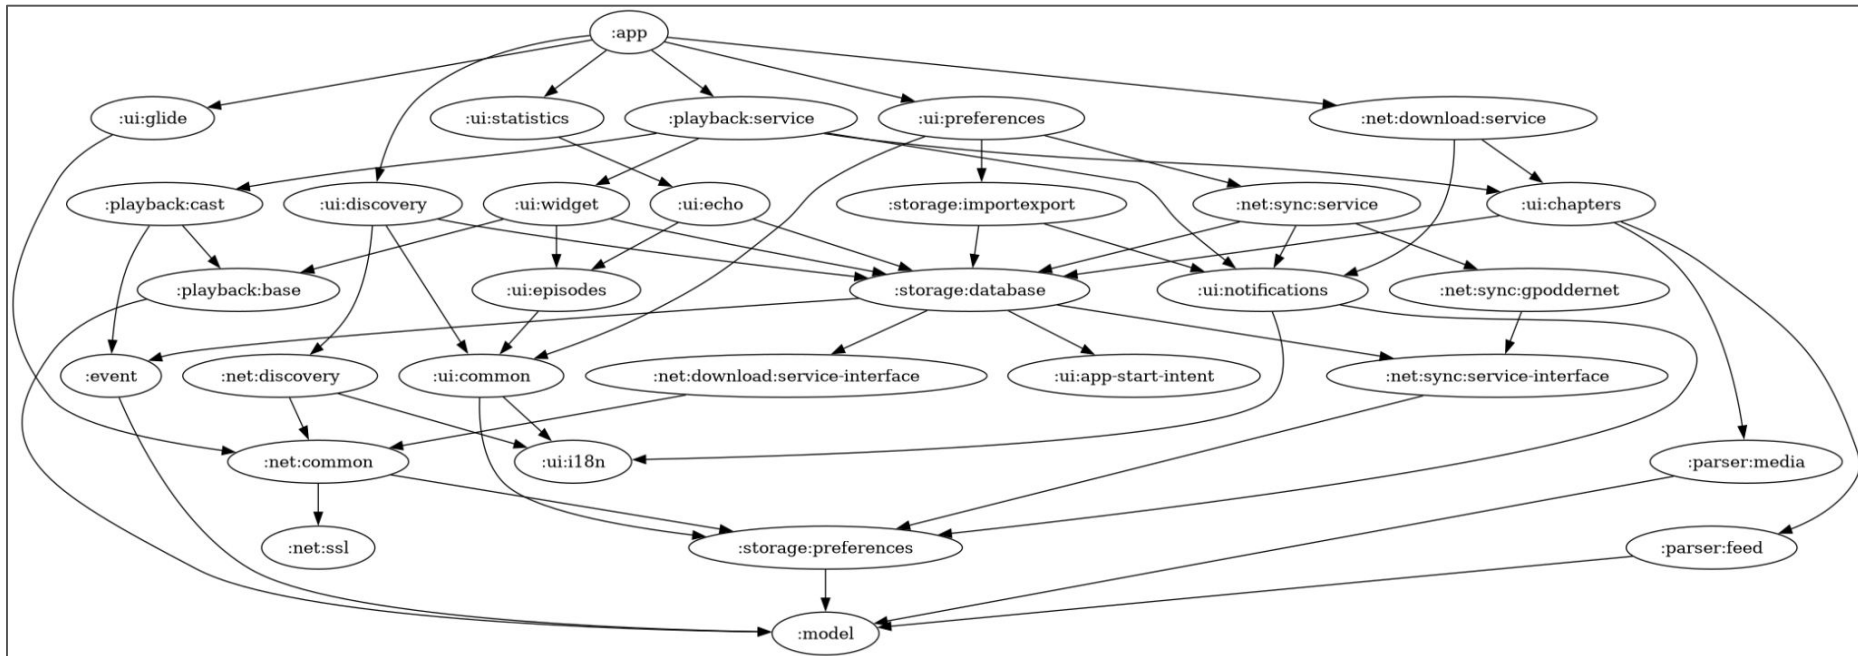 :app
:ui:glide
:ui:statistics
:playback:service
:ui:preferences
:net:download:service
:playback:cast
:ui:discovery
:ui:widget
:ui:echo
:storage:importexport
:net:sync:service
:ui:chapters
:playback:base
:ui:episodes
:storage:database
:ui:notifications
:net:sync:gpoddernet
:event
:net:discovery
:ui:common
:net:download:service-interface
:ui:app-start-intent
:net:sync:service-interface
:net:common
:ui:i18n
:parser:media
:net:ssl
:storage:preferences
:parser:feed
:model